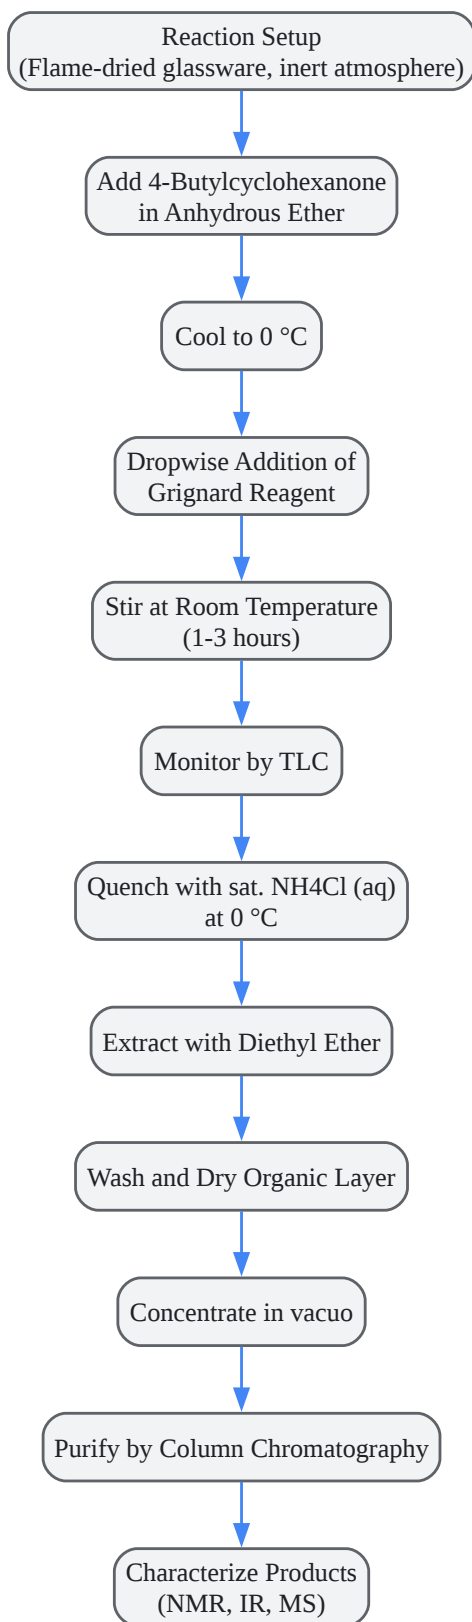 Reaction Setup
(Flame-dried glassware, inert atmosphere)
Add 4-Butylcyclohexanone
in Anhydrous Ether
Cool to 0 °C
Dropwise Addition of
Grignard Reagent
Stir at Room Temperature
(1-3 hours)
Monitor by TLC
Quench with sat. NH4Cl (aq)
at 0 °C
Extract with Diethyl Ether
Wash and Dry Organic Layer
Concentrate in vacuo
Purify by Column Chromatography
Characterize Products
(NMR, IR, MS)